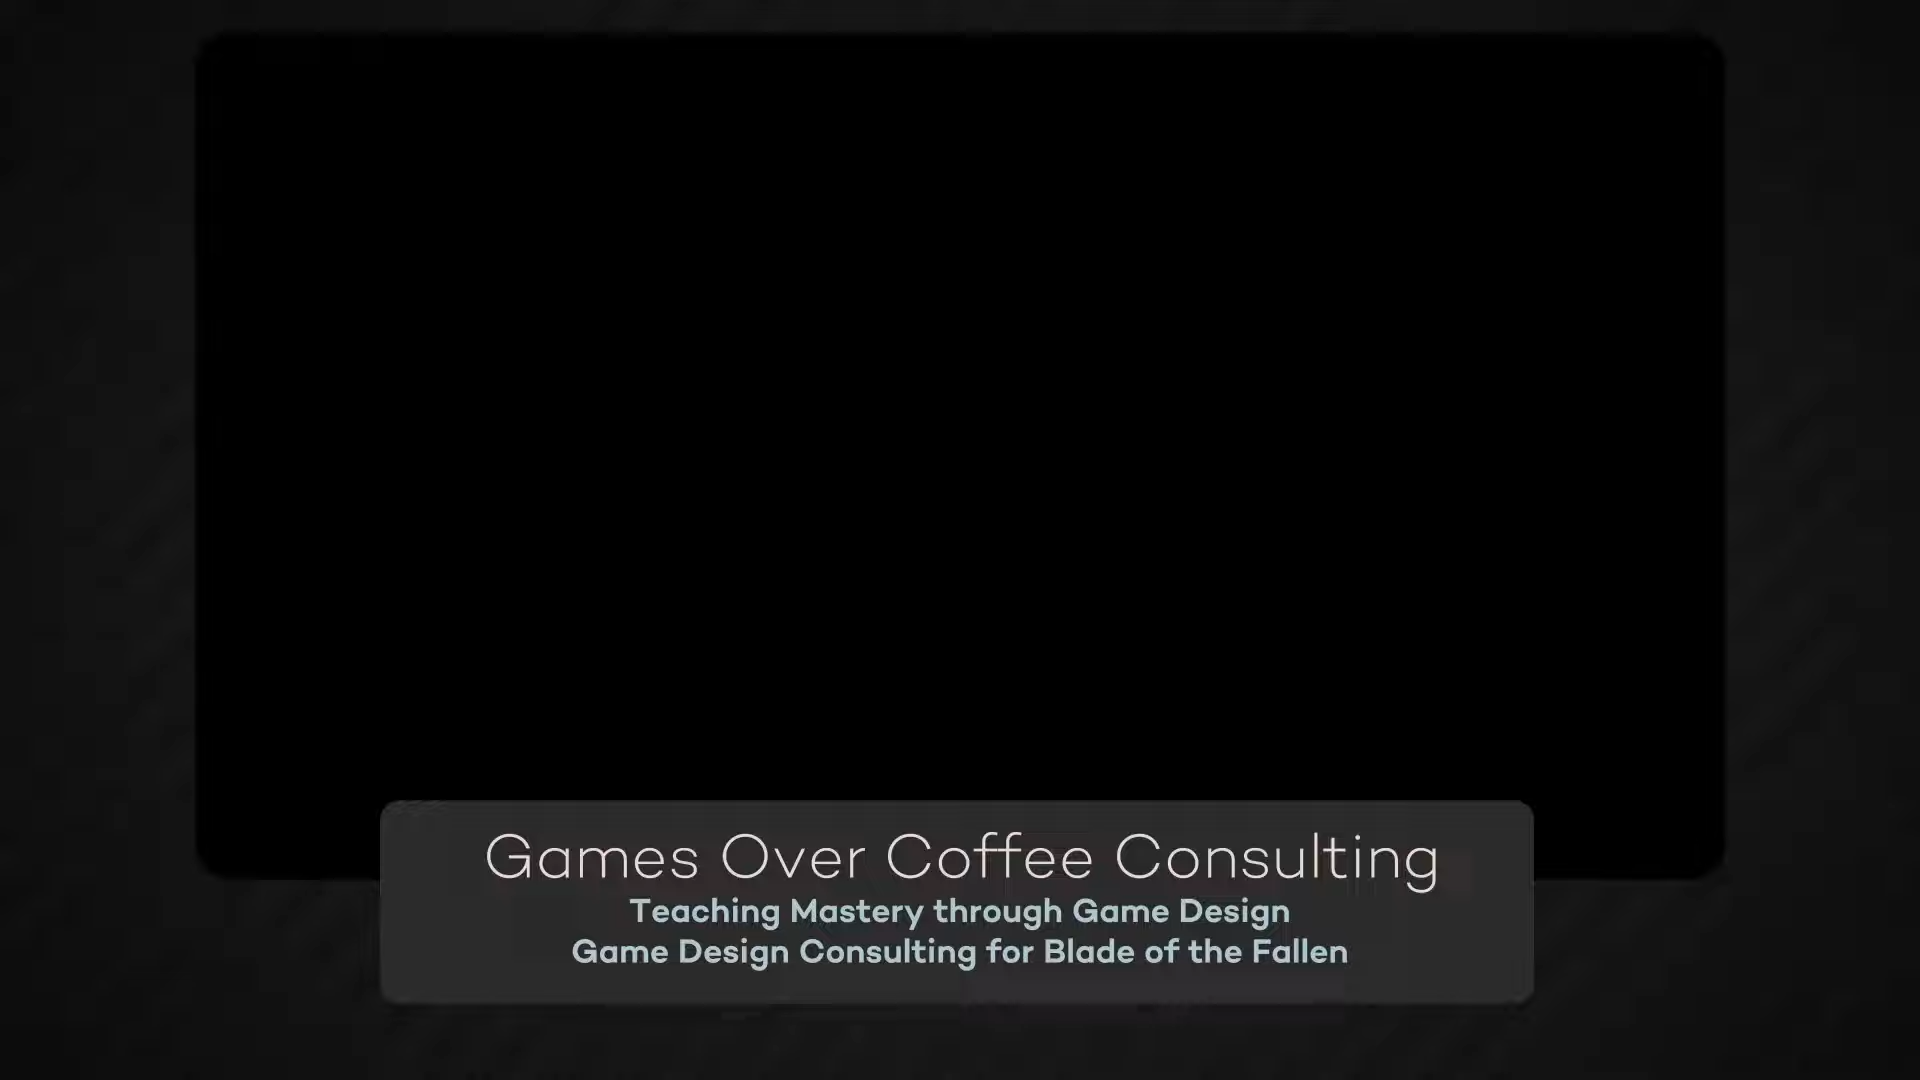 Games Over Coffee Consulting
Teaching Mastery through Game Design
Game Design Consulting for Blade of the Fallen